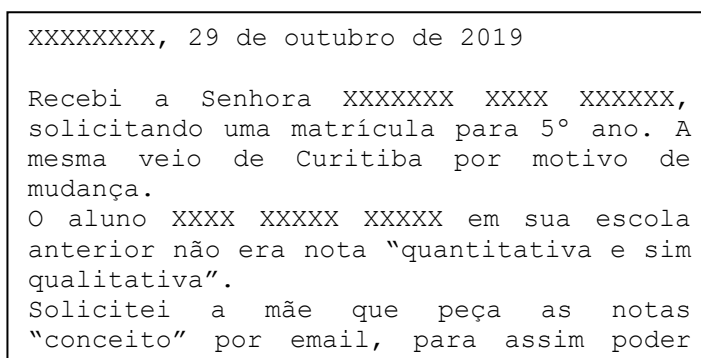 XXXXXXXX, 29 de outubro de 2019
Recebi a Senhora XXXXXXX XXXX XXXXXX,
solicitando uma matrícula para 5º ano. A
mesma veio de Curitiba por motivo de
mudança.
O aluno XXXX XXXXX XXXXX em sua escola
anterior não era nota “quantitativa e sim
qualitativa”.
Solicitei a mãe que peça as notas
“conceito” por email, para assim poder